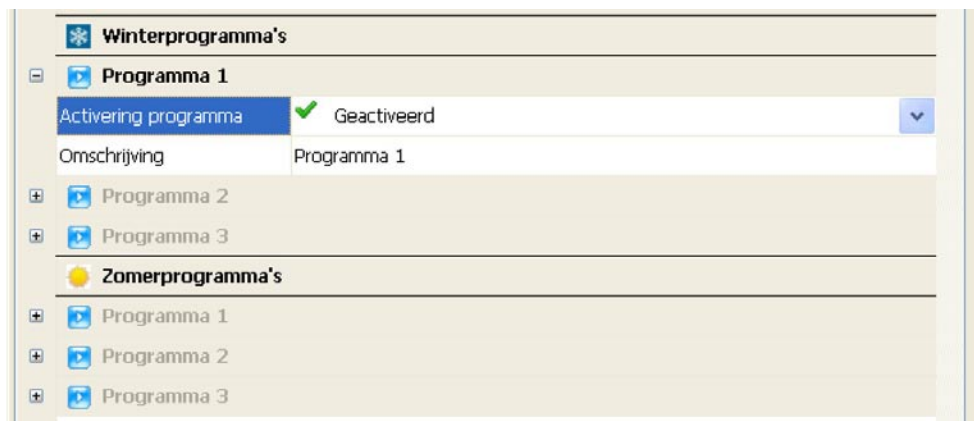 Winterprogramma's
Programma 1
Activering programma Geactiveerd
Omschrijving Programma 1
Programma 2
Programma 3
Zomerprogramma's
Programma 1
Programma 2
Programma 3